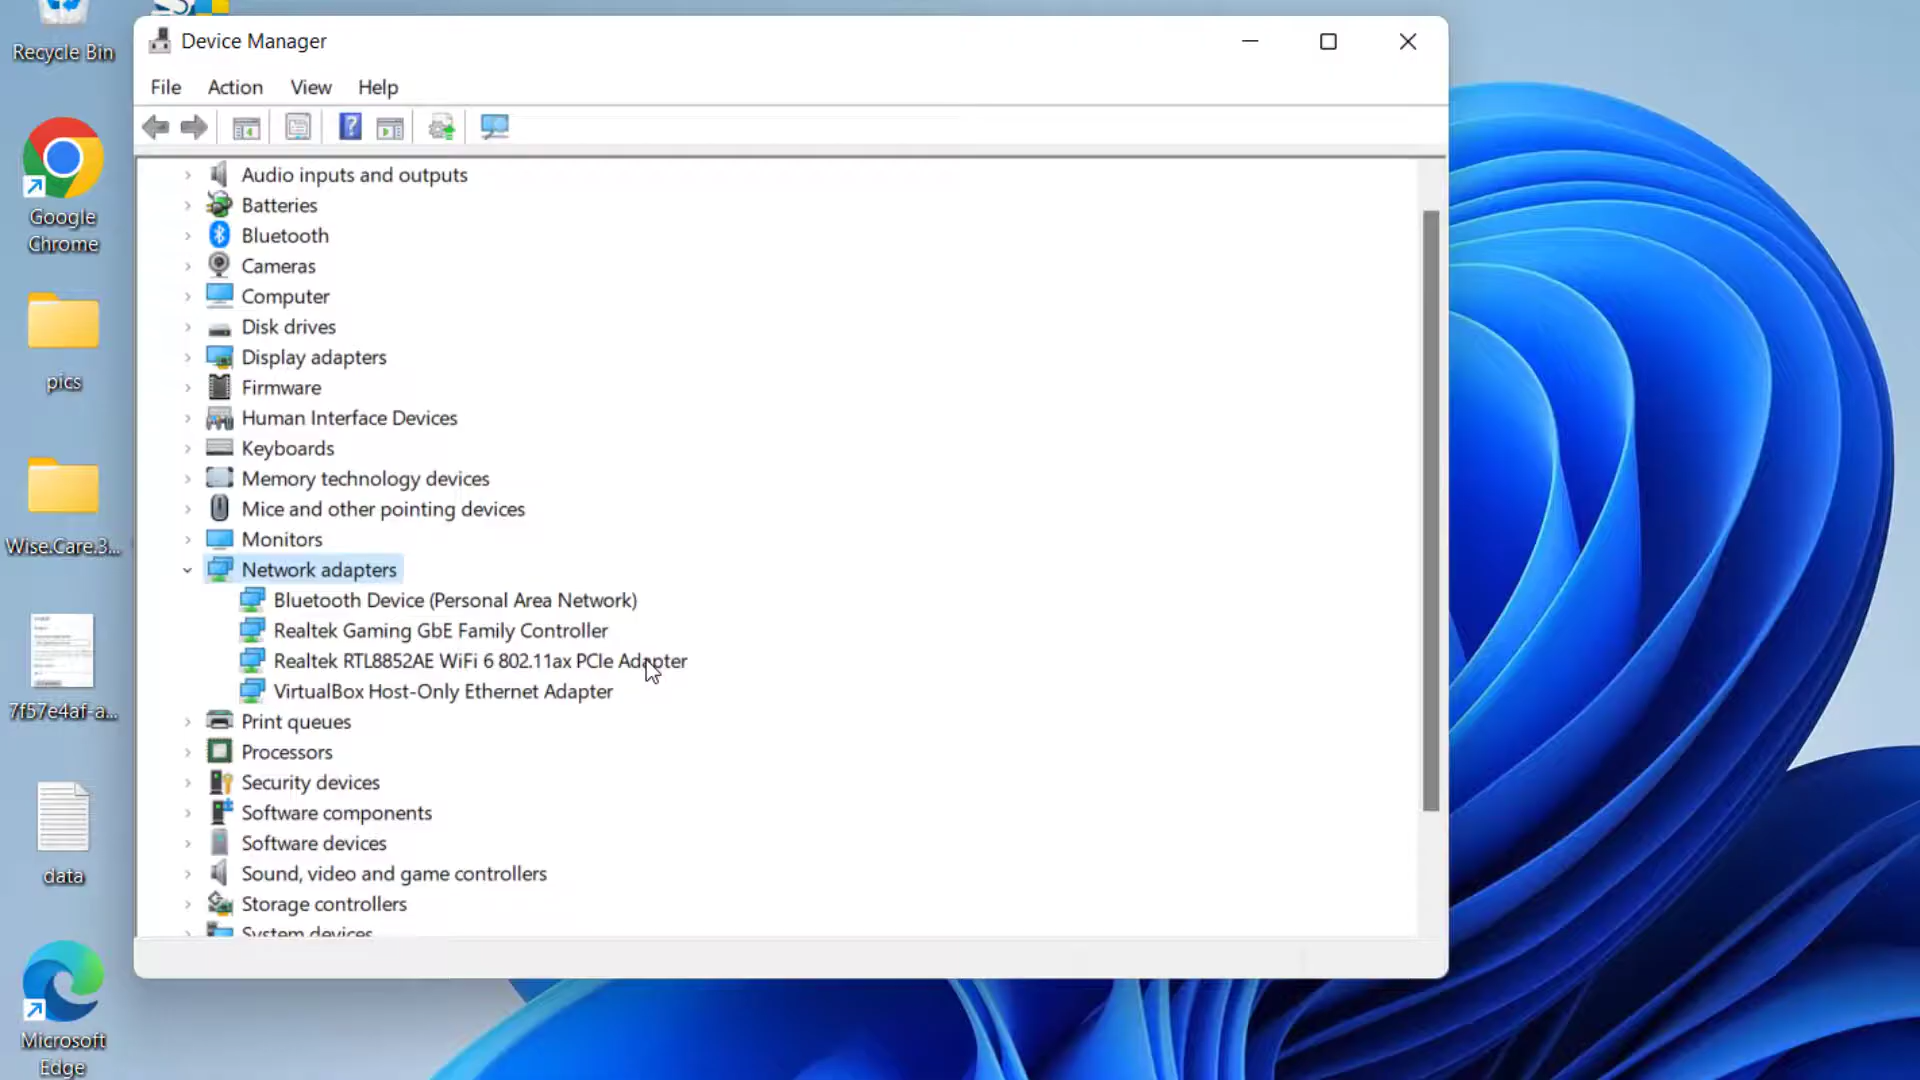 Recycle Bin
Google
Chrome
pics
Wise.Care.3...
7f57e4af-a...
data
Microsoft
Edge
Device Manager
File Action View Help
Audio inputs and outputs
Batteries
Bluetooth
Cameras
Computer
Disk drives
Display adapters
Firmware
Human Interface Devices
Keyboards
Memory technology devices
Mice and other pointing devices
Monitors
Network adapters
Bluetooth Device (Personal Area Network)
Realtek Gaming GbE Family Controller
Realtek RTL8852AE WiFi 6 802.11ax PCIe Adapter
VirtualBox Host-Only Ethernet Adapter
Print queues
Processors
Security devices
Software components
Software devices
Sound, video and game controllers
Storage controllers
System devices